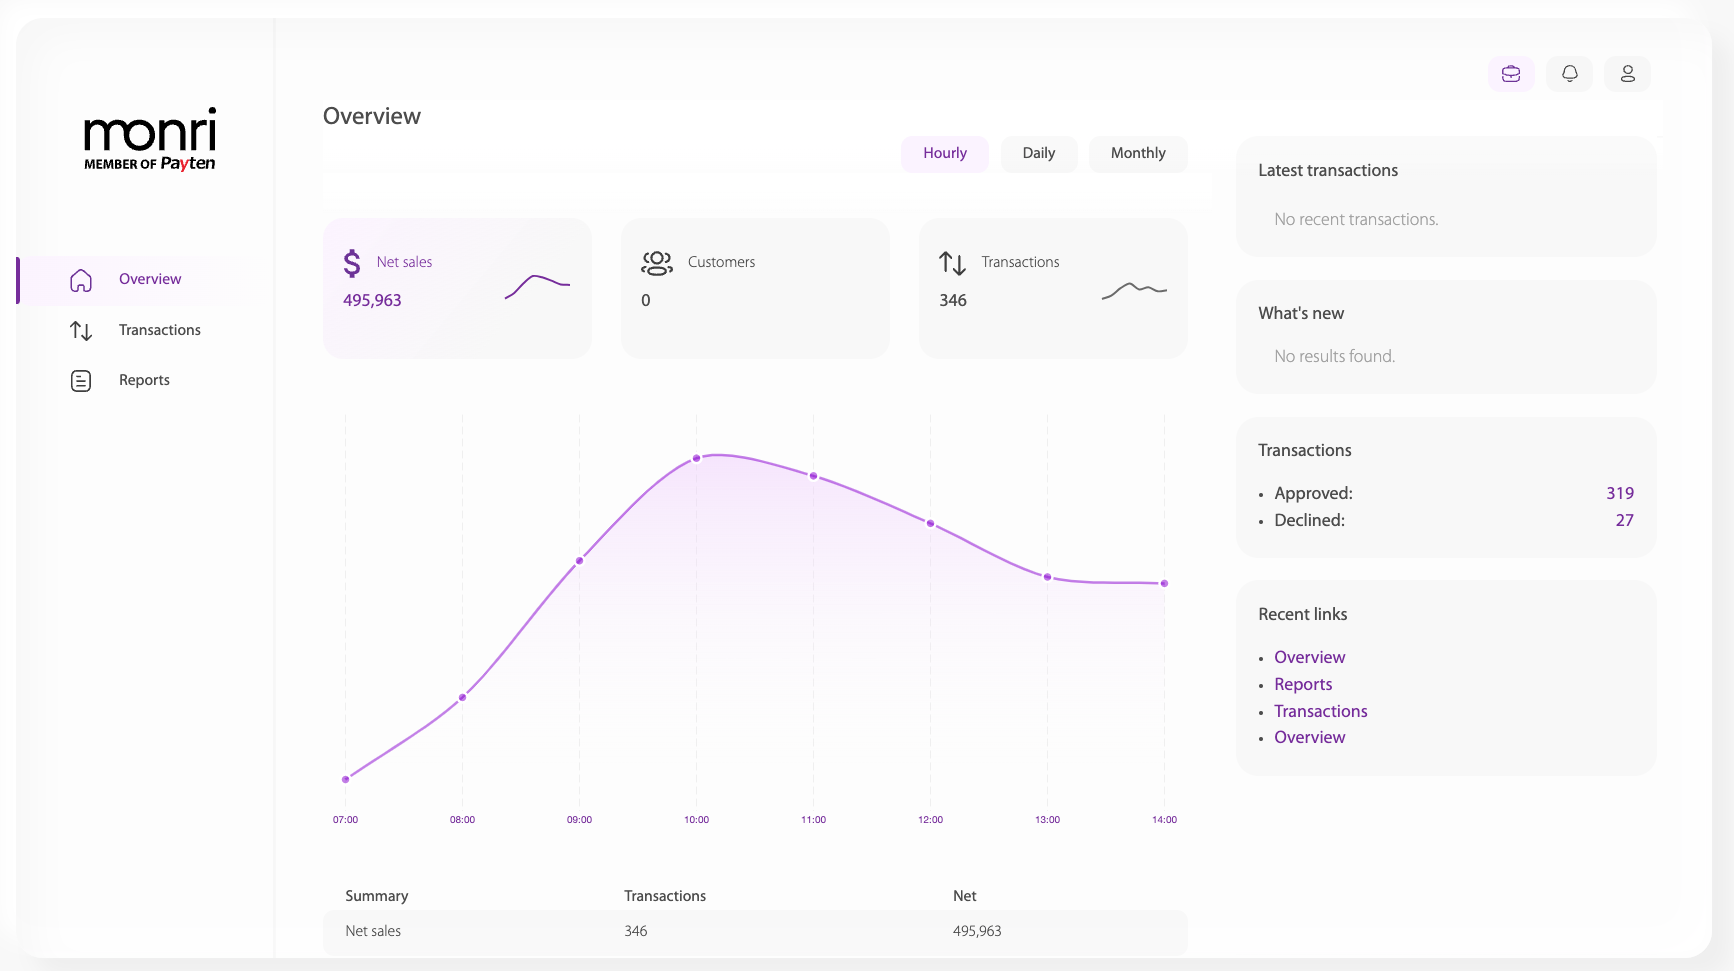 monri
MEMBER OF Payten
Overview
Transactions
Reports
Overview
Hourly Daily Monthly
Net sales
495,963
Customers
0
Transactions
346
07:00 08:00 09:00 10:00 11:00 12:00 13:00 14:00
Summary Transactions Net
Net sales 346 495,963
Latest transactions
No recent transactions.
What's new
No results found.
Transactions
• Approved: 319
• Declined: 27
Recent links
• Overview
• Reports
• Transactions
• Overview